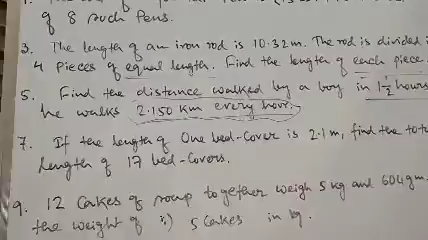 of 8 such Pens.
3. The length of an iron rod is 10.32m. The rod is divided i
4 pieces of equal length. Find the length of each piece.
5. Find the distance walked by a boy in 1 1/2 hours
he walks 2.150 km every hour.
7. If the length of One bed-cover is 2.1 m, find the tot
length of 17 bed-covers.
9. 12 Cakes of soap together weigh 5 kg and 604 gm.
the weight of i) 5 Cakes in kg.